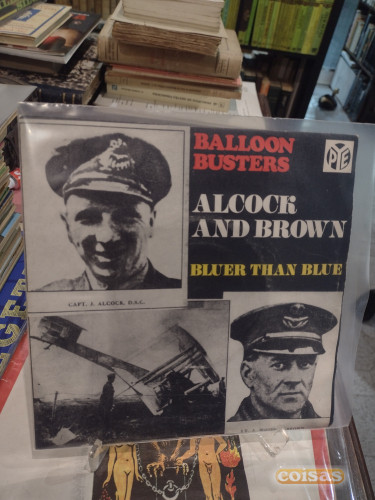 BALLOON
BUSTERS
PYE
ALCOCK
AND BROWN
BLUER THAN BLUE
CAPT. J. ALCOCK, D.S.C.
coisas